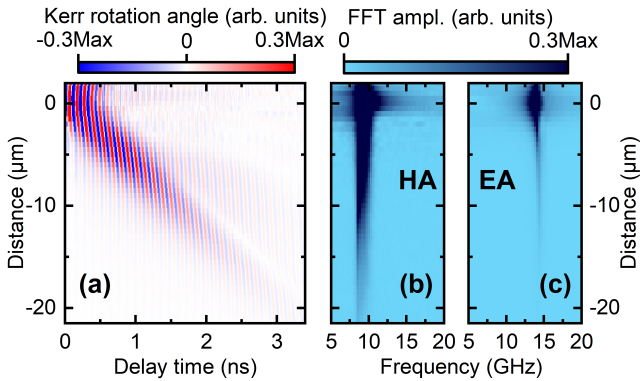 Kerr rotation angle (arb. units)
-0.3Max 0 0.3Max
FFT ampl. (arb. units)
0 0.3Max
Distance (μm)
0
-10
-20
(a)
0 1 2 3
Delay time (ns)
HA
(b)
5 10 15 20
EA
(c)
5 10 15 20
Frequency (GHz)
0
-10
-20
Distance (μm)